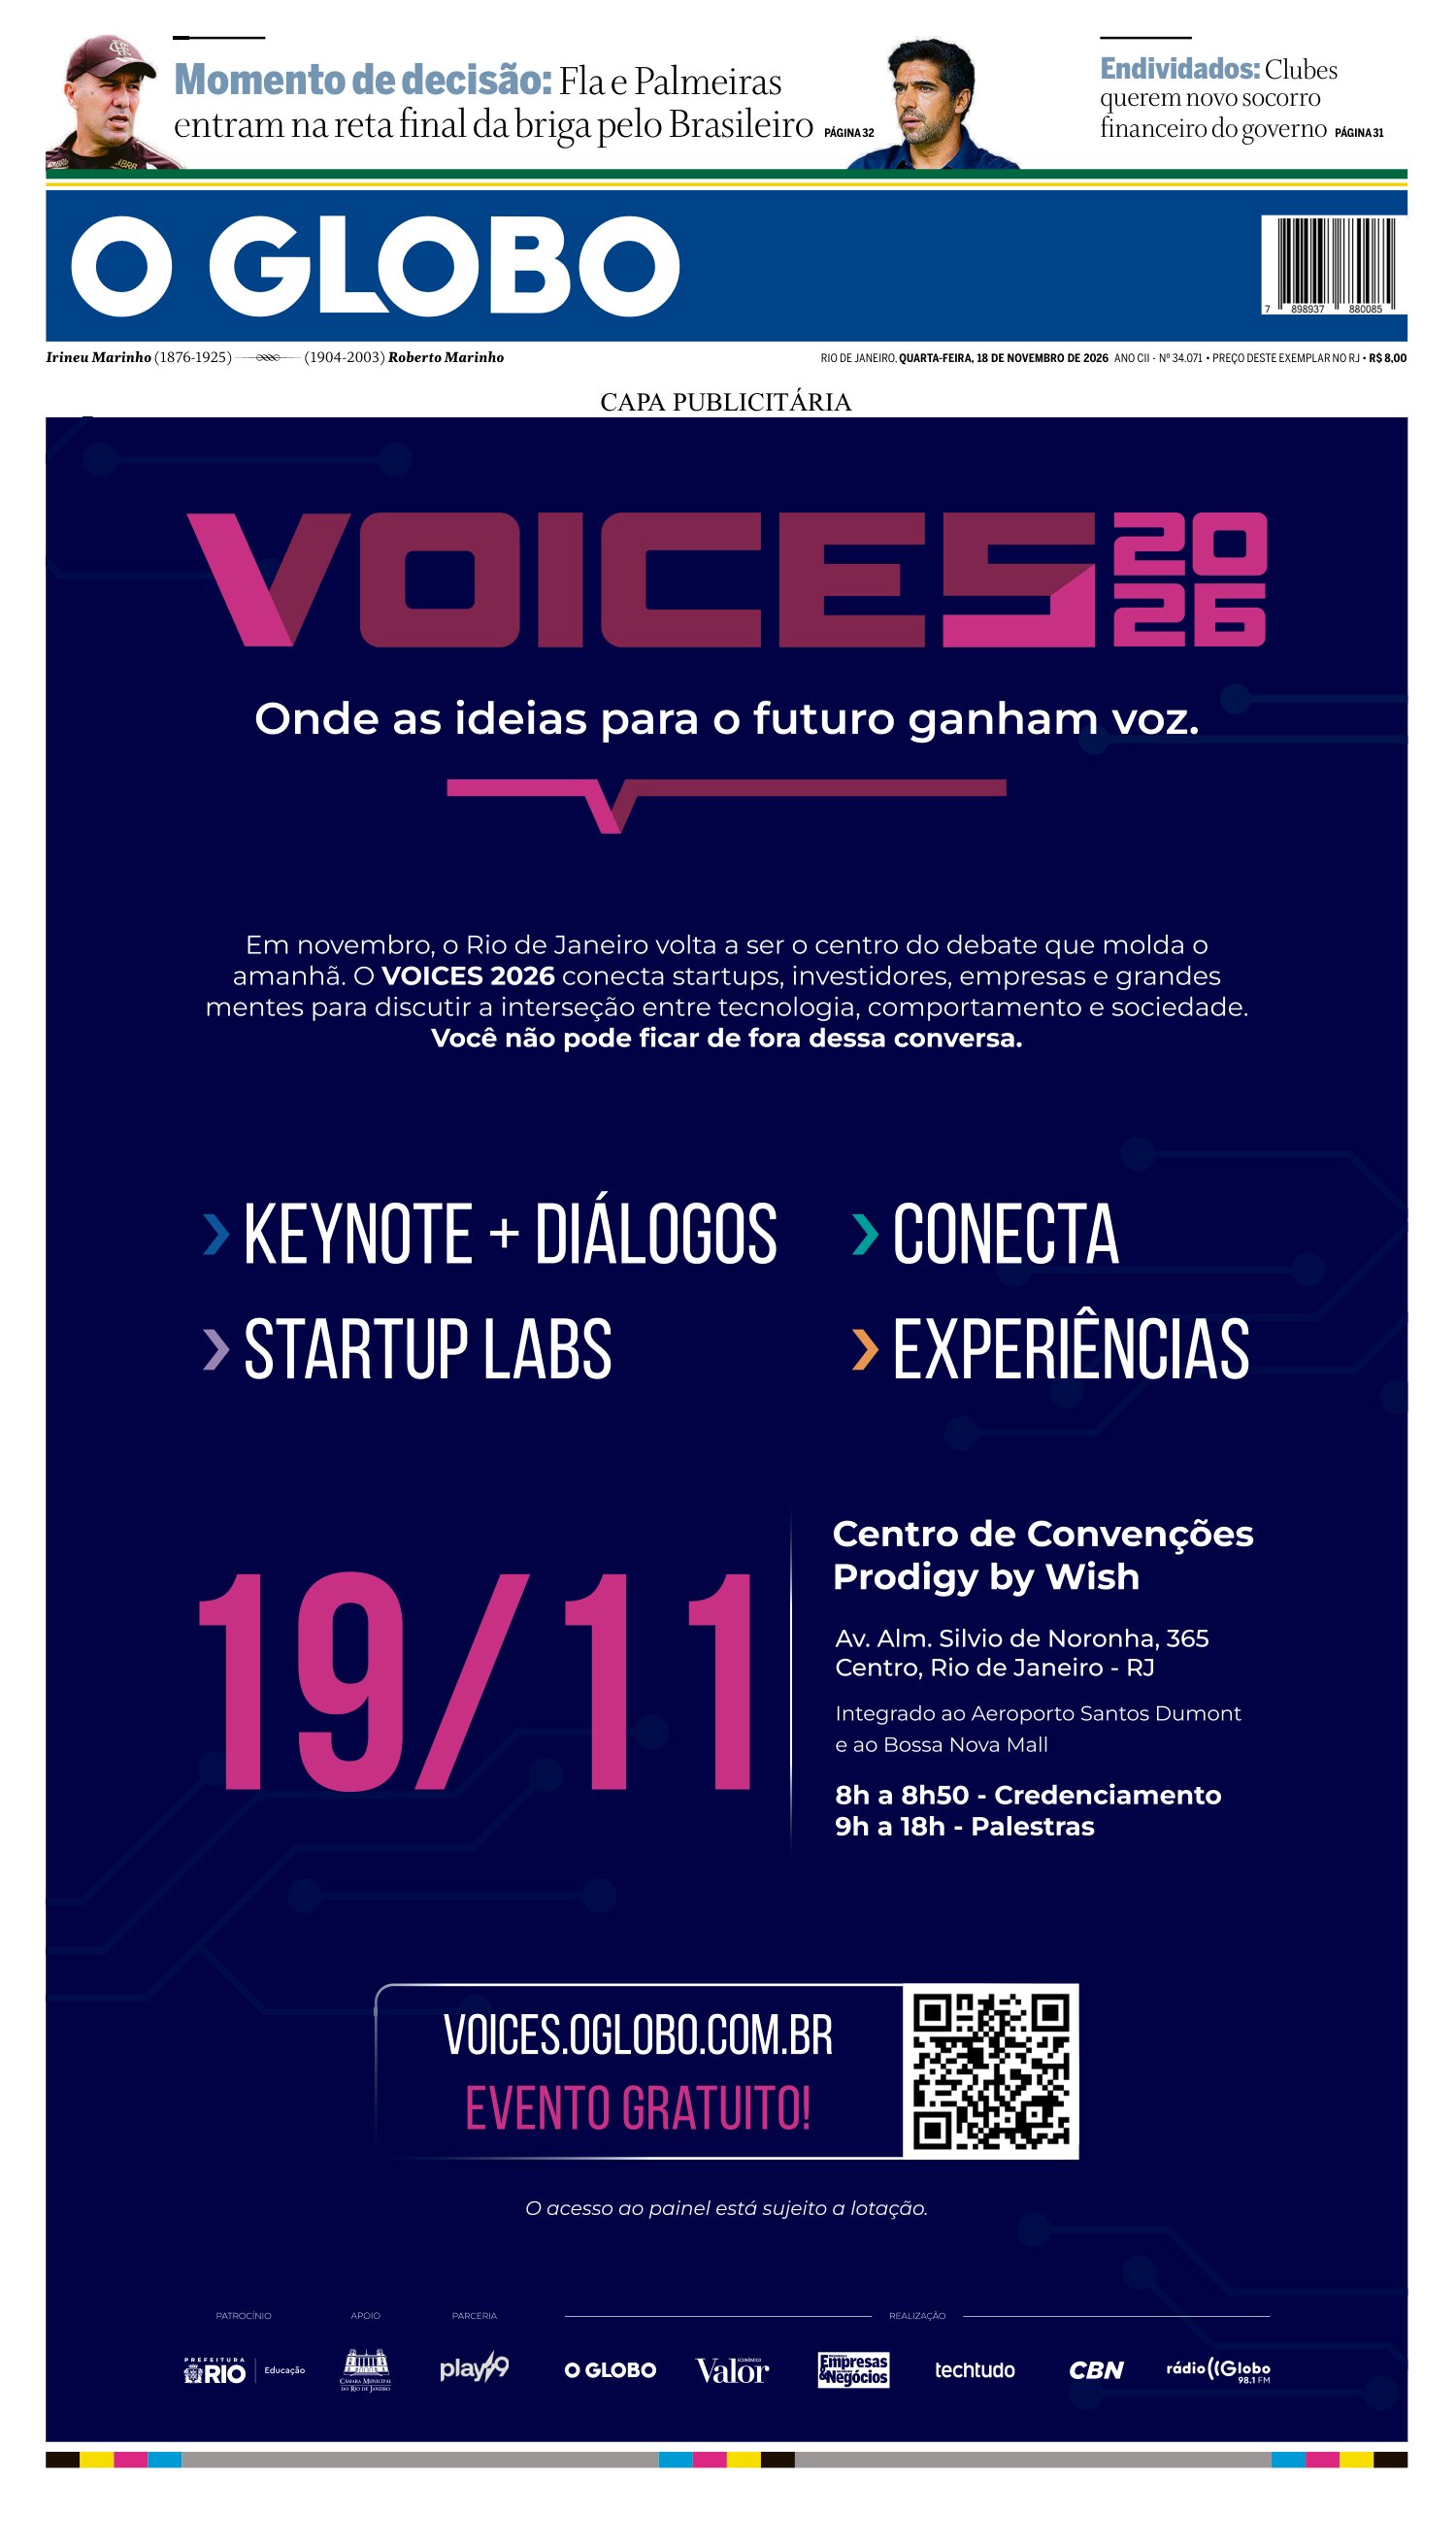 Momento de decisão: Fla e Palmeiras
entram na reta final da briga pelo Brasileiro PÁGINA 32
Endividados: Clubes
querem novo socorro
financeiro do governo PÁGINA 31
O GLOBO
7 898937 880085
Irineu Marinho (1876-1925) (1904-2003) Roberto Marinho
RIO DE JANEIRO, QUARTA-FEIRA, 18 DE NOVEMBRO DE 2026 ANO CII - Nº 34.071 • PREÇO DESTE EXEMPLAR NO RJ • R$ 8,00
CAPA PUBLICITÁRIA
VOICES 2026
Onde as ideias para o futuro ganham voz.
Em novembro, o Rio de Janeiro volta a ser o centro do debate que molda o
amanhã. O VOICES 2026 conecta startups, investidores, empresas e grandes
mentes para discutir a interseção entre tecnologia, comportamento e sociedade.
Você não pode ficar de fora dessa conversa.
KEYNOTE + DIÁLOGOS
CONECTA
STARTUP LABS
EXPERIÊNCIAS
19/11
Centro de Convenções
Prodigy by Wish
Av. Alm. Silvio de Noronha, 365
Centro, Rio de Janeiro - RJ
Integrado ao Aeroporto Santos Dumont
e ao Bossa Nova Mall
8h a 8h50 - Credenciamento
9h a 18h - Palestras
VOICES.OGLOBO.COM.BR
EVENTO GRATUITO!
O acesso ao painel está sujeito a lotação.
PATROCÍNIO APOIO PARCERIA REALIZAÇÃO
PREFEITURA
RIO Educação
CÂMARA MUNICIPAL
DO RIO DE JANEIRO
play9
O GLOBO
Valor ECONÔMICO
Empresas
&Negócios
techtudo
CBN
rádio Globo
98.1 FM